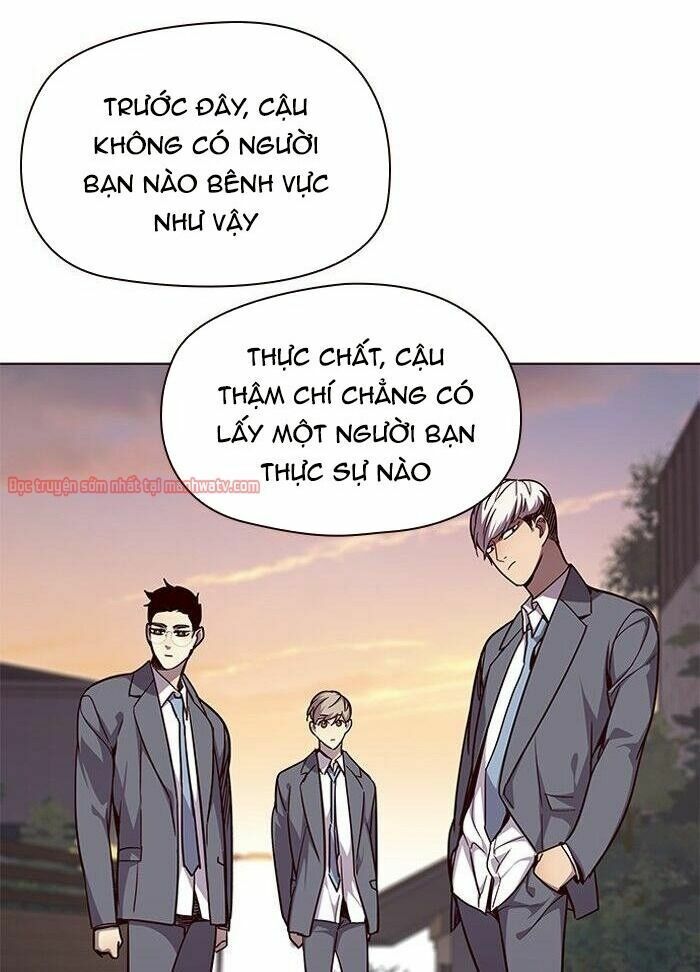 TRƯỚC ĐÂY, CẬU
KHÔNG CÓ NGƯỜI
BẠN NÀO BÊNH VỰC
NHƯ VẬY
THỰC CHẤT, CẬU
THẬM CHÍ CHẲNG CÓ
LẤY MỘT NGƯỜI BẠN
THỰC SỰ NÀO
Đọc truyện sớm nhất tại manhwatv.com